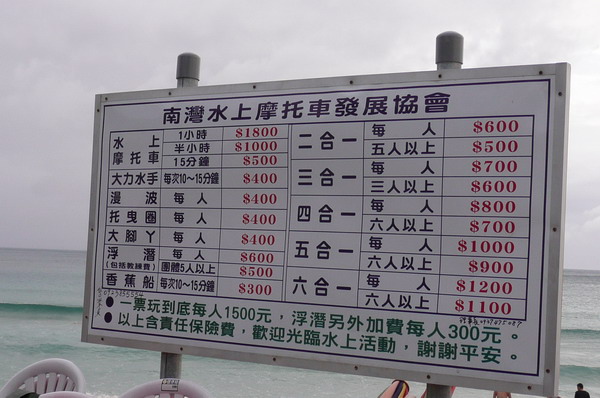 南灣水上摩托車發展協會
水上摩托車 1小時 $1800
半小時 $1000
15分鐘 $500
大力水手 每次10～15分鐘 $400
漫波 每人 $400
托曳圈 每人 $400
大腳丫 每人 $400
浮潛(包括教練費) 每人 $600
團體5人以上 $500
香蕉船 每次10～15分鐘 $300
二合一 每人 $600
五人以上 $500
三合一 每人 $700
三人以上 $600
四合一 每人 $800
六人以上 $700
五合一 每人 $1000
六人以上 $900
六合一 每人 $1200
六人以上 $1100
●一票玩到底每人1500元，浮潛另外加費每人300元。
●以上含責任保險費，歡迎光臨水上活動，謝謝平安。